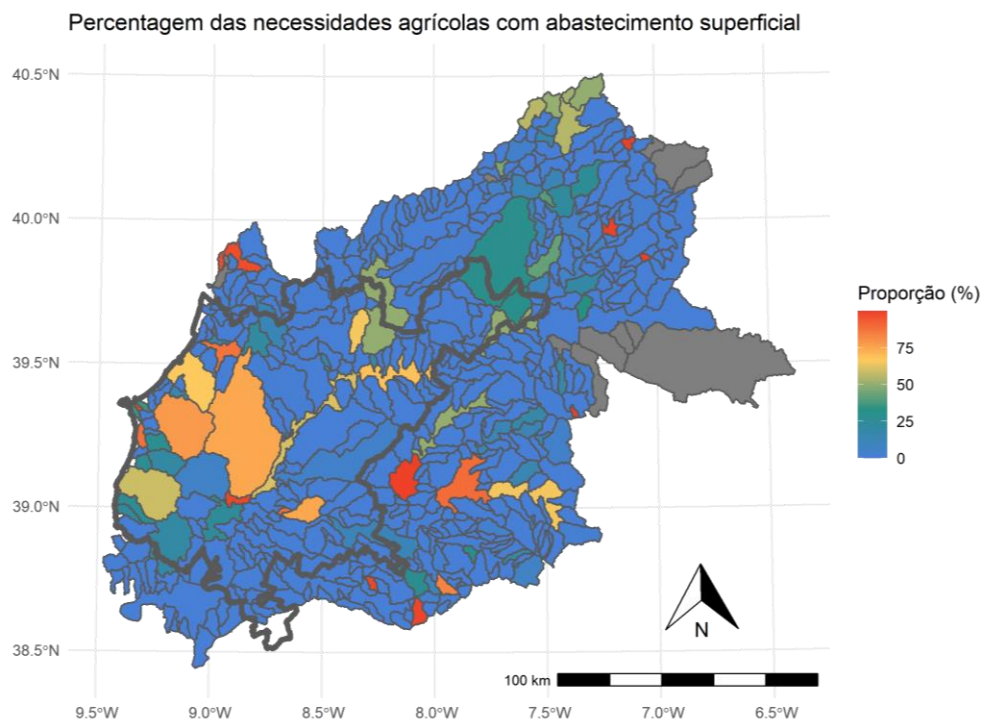 Percentagem das necessidades agrícolas com abastecimento superficial
40.5°N
40.0°N
39.5°N
39.0°N
38.5°N
Proporção (%)
75
50
25
0
N
100 km
9.5°W 9.0°W 8.5°W 8.0°W 7.5°W 7.0°W 6.5°W